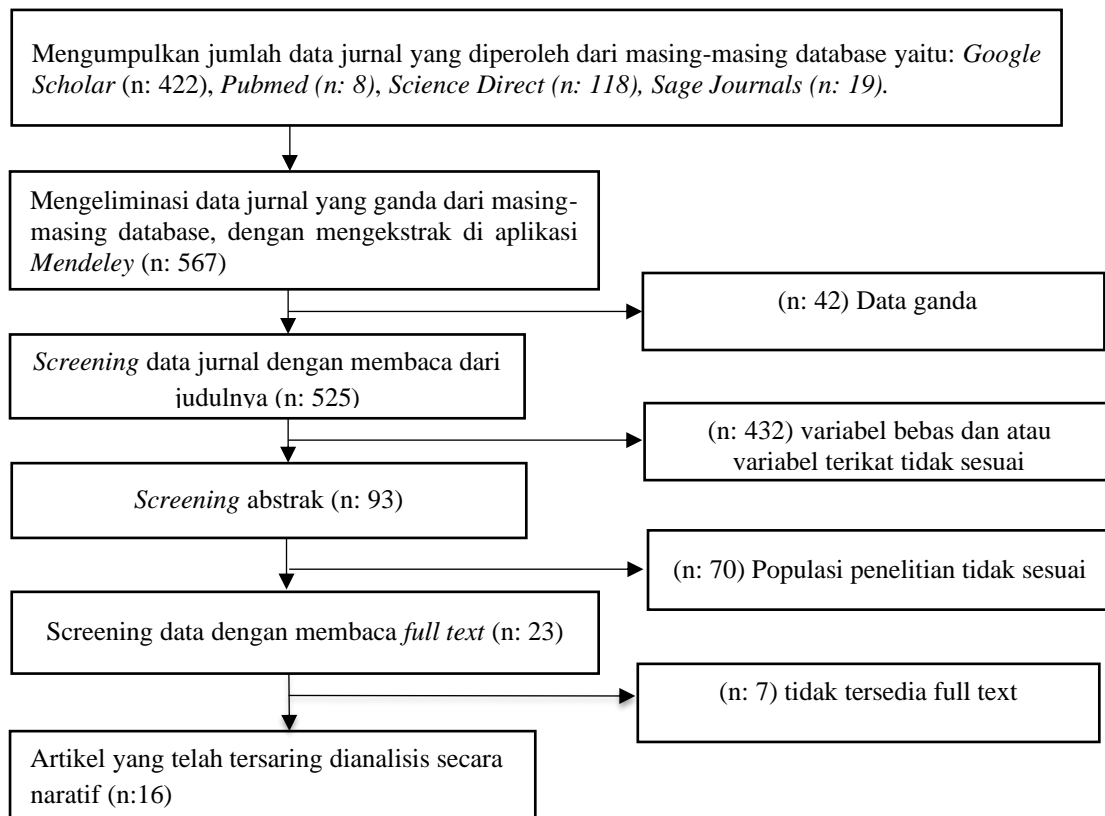 Mengumpulkan jumlah data jurnal yang diperoleh dari masing-masing database yaitu: Google
Scholar (n: 422), Pubmed (n: 8), Science Direct (n: 118), Sage Journals (n: 19).
Mengeliminasi data jurnal yang ganda dari masing-
masing database, dengan mengekstrak di aplikasi
Mendeley (n: 567)
(n: 42) Data ganda
Screening data jurnal dengan membaca dari
judulnya (n: 525)
(n: 432) variabel bebas dan atau
variabel terikat tidak sesuai
Screening abstrak (n: 93)
(n: 70) Populasi penelitian tidak sesuai
Screening data dengan membaca full text (n: 23)
(n: 7) tidak tersedia full text
Artikel yang telah tersaring dianalisis secara
naratif (n:16)